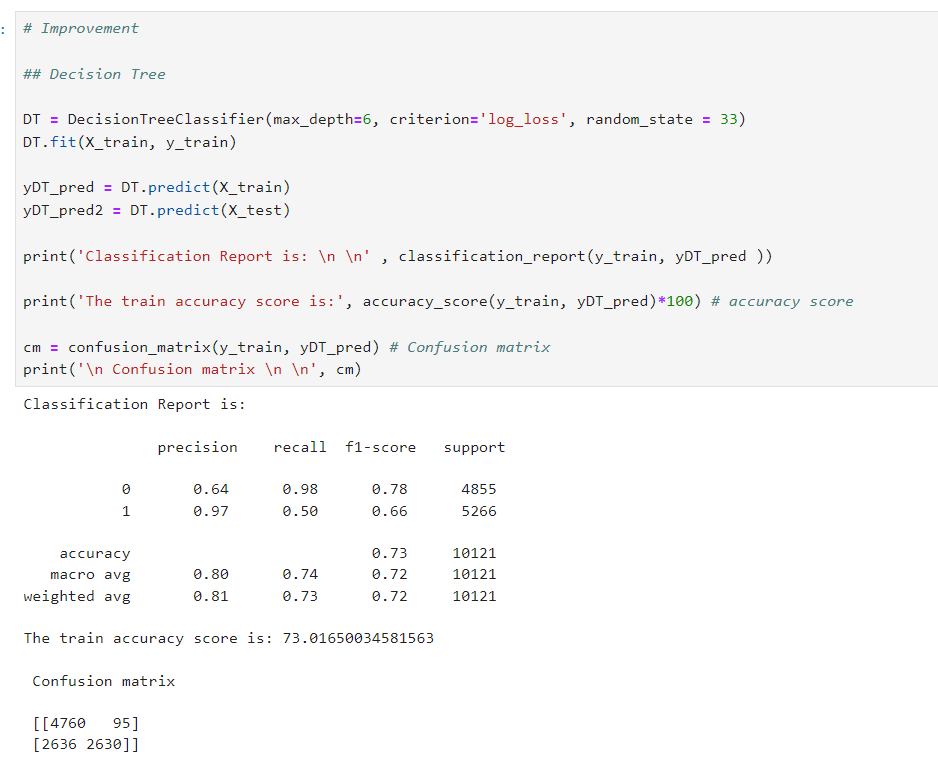 :
# Improvement
## Decision Tree
DT = DecisionTreeClassifier(max_depth=6, criterion='log_loss', random_state = 33)
DT.fit(X_train, y_train)
yDT_pred = DT.predict(X_train)
yDT_pred2 = DT.predict(X_test)
print('Classification Report is: \n \n' , classification_report(y_train, yDT_pred ))
print('The train accuracy score is:', accuracy_score(y_train, yDT_pred)*100) # accuracy score
cm = confusion_matrix(y_train, yDT_pred) # Confusion matrix
print('\n Confusion matrix \n \n', cm)
Classification Report is:
precision recall f1-score support
0 0.64 0.98 0.78 4855
1 0.97 0.50 0.66 5266
accuracy 0.73 10121
macro avg 0.80 0.74 0.72 10121
weighted avg 0.81 0.73 0.72 10121
The train accuracy score is: 73.01650034581563
Confusion matrix
[[4760 95]
[2636 2630]]